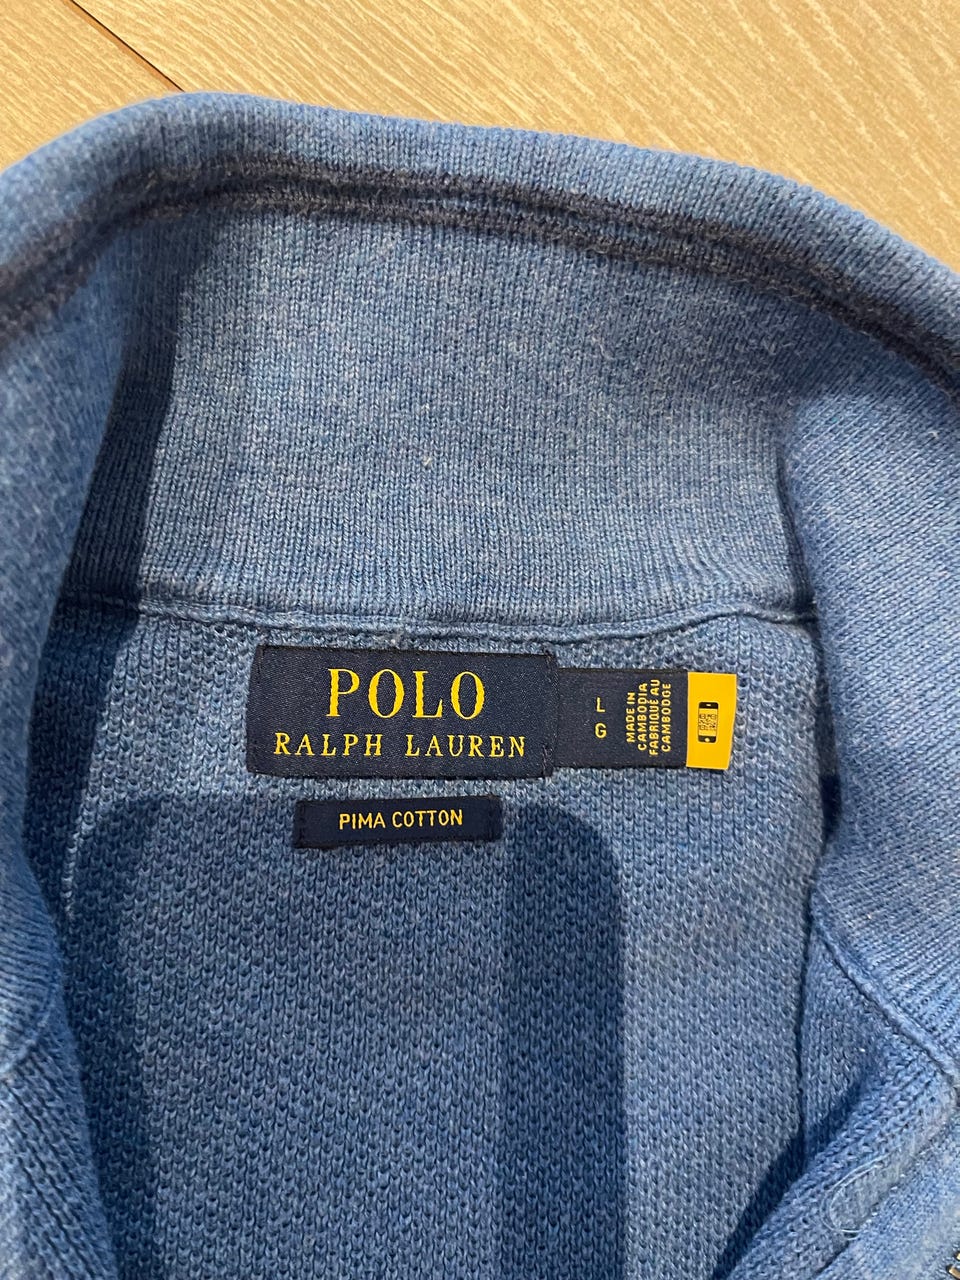 POLO
RALPH LAUREN
L
G
MADE IN
CAMBODIA
FABRIQUÉ AU
CAMBODGE
PIMA COTTON